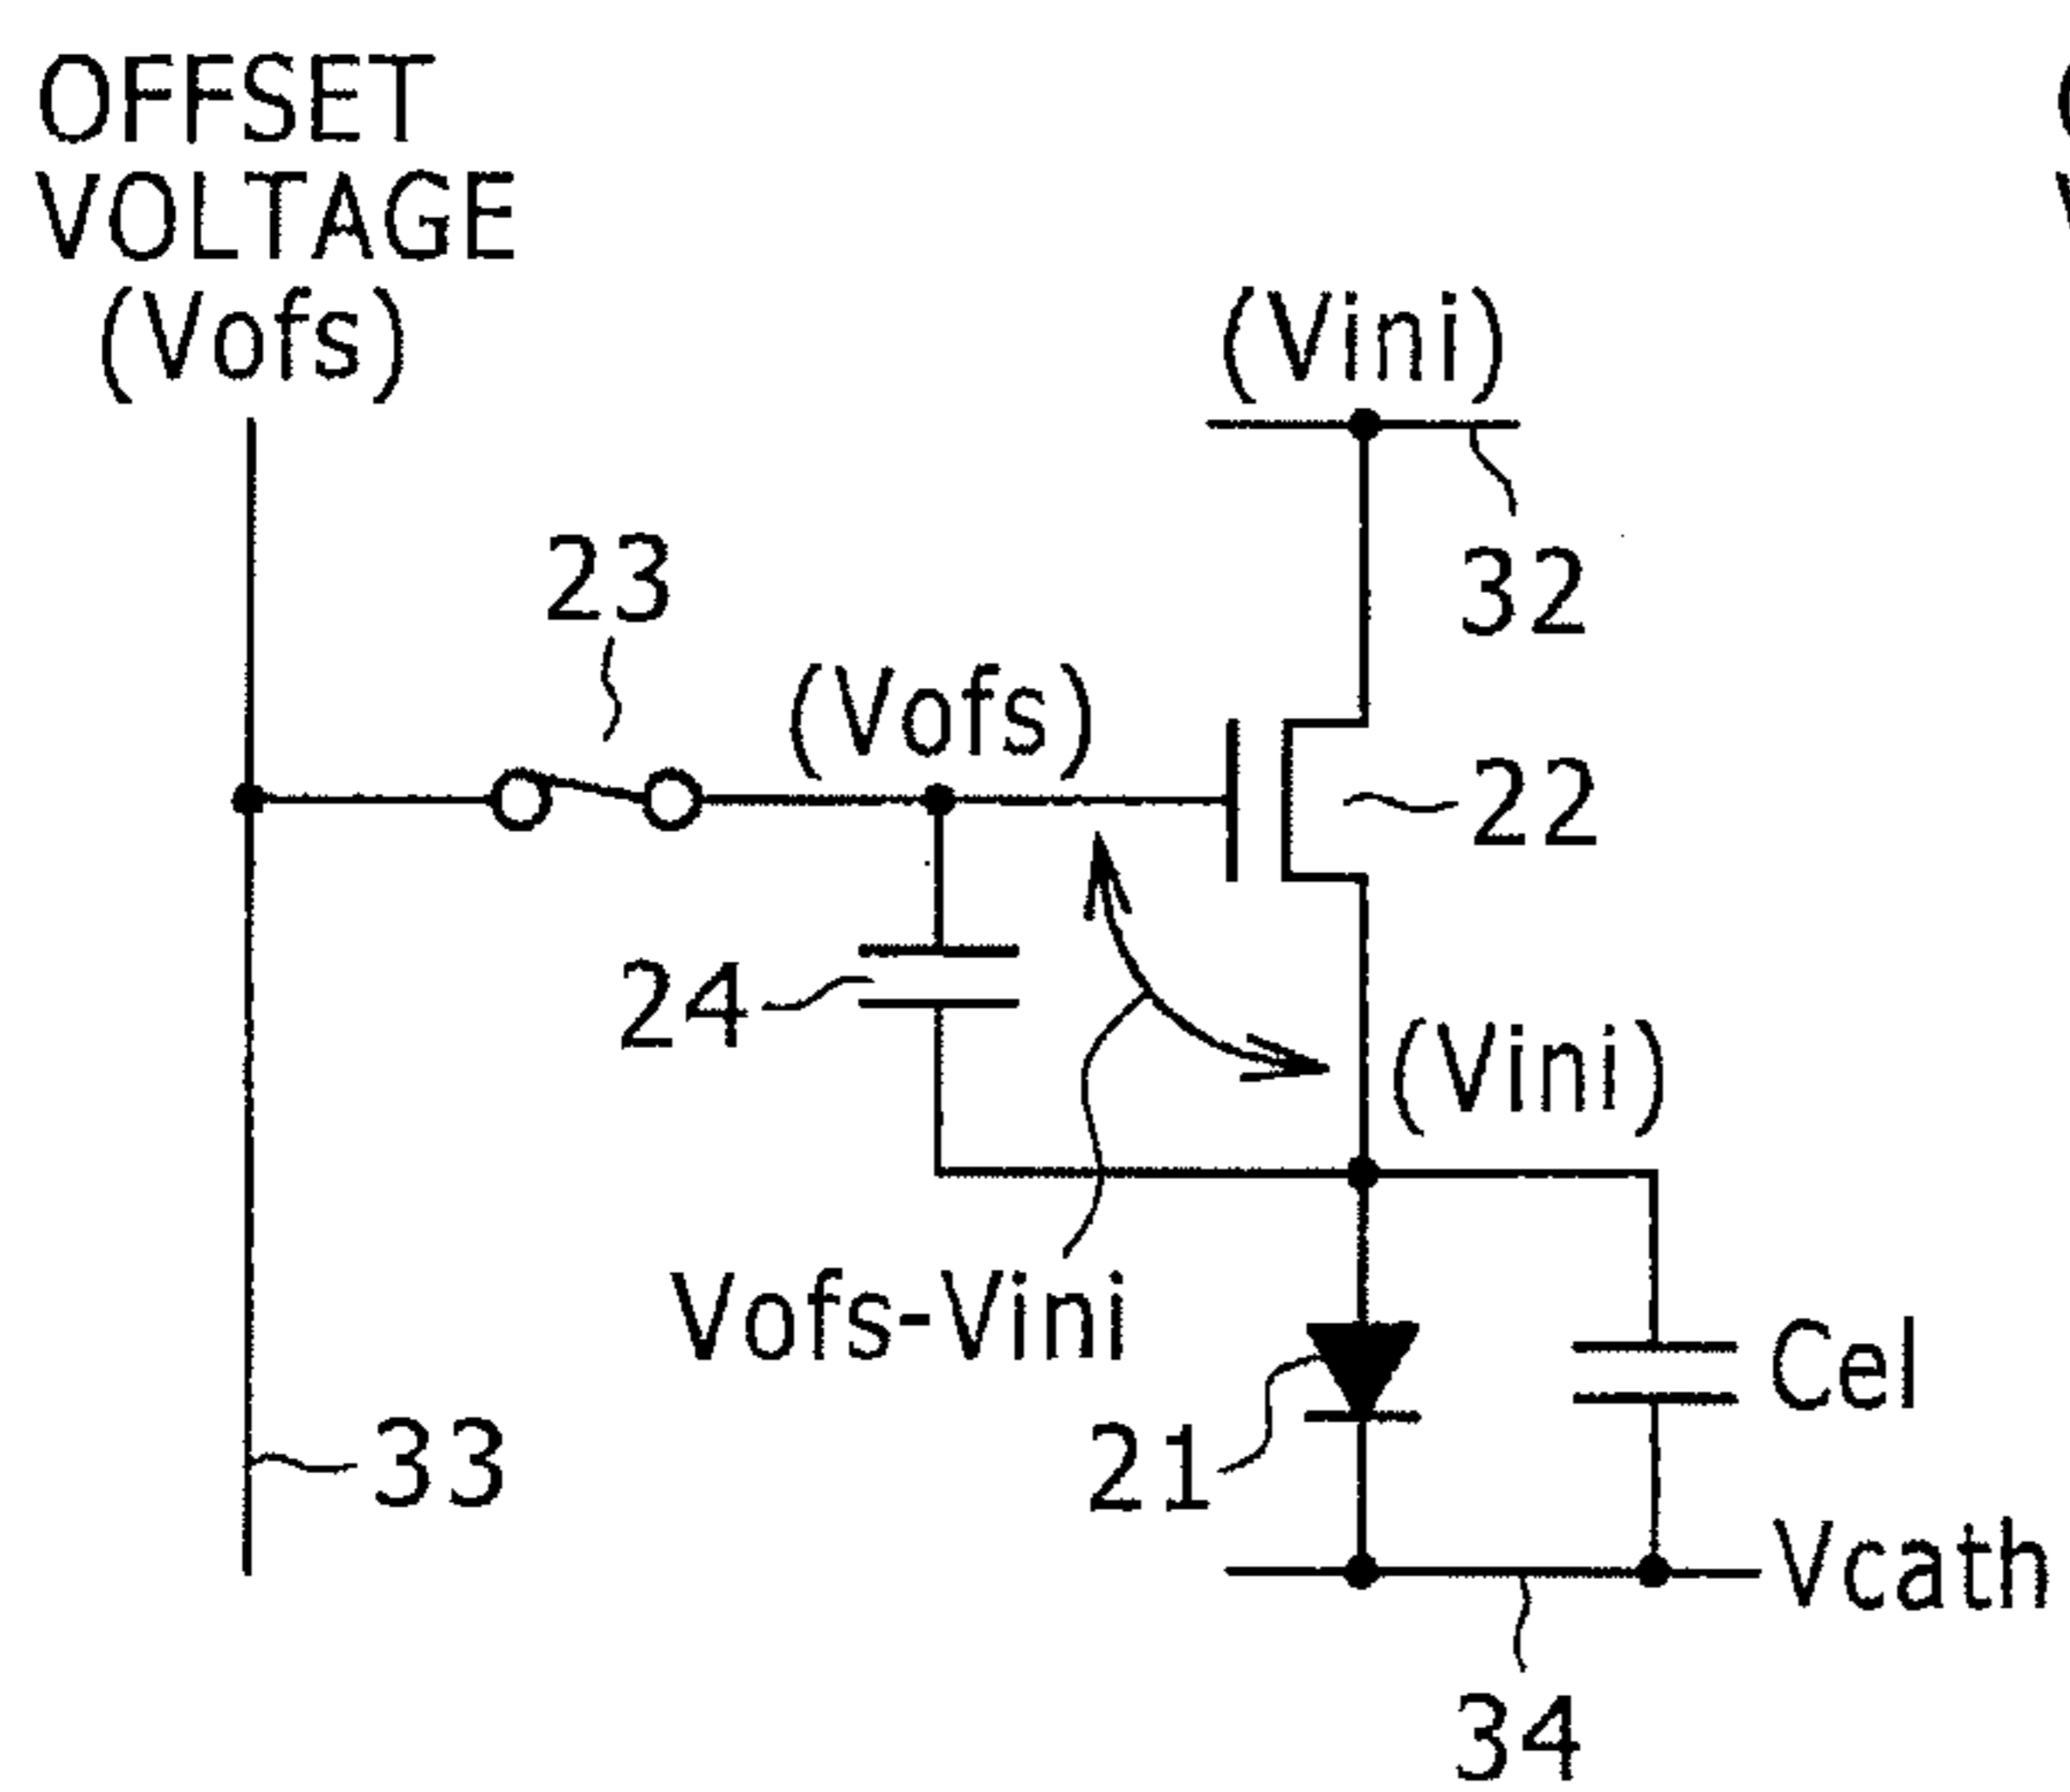 OFFSET
VOLTAGE
(Vofs)
(Vini)
23
32
(Vofs)
22
24
(Vini)
Vofs-Vini
Cel
21
33
Vcath
34